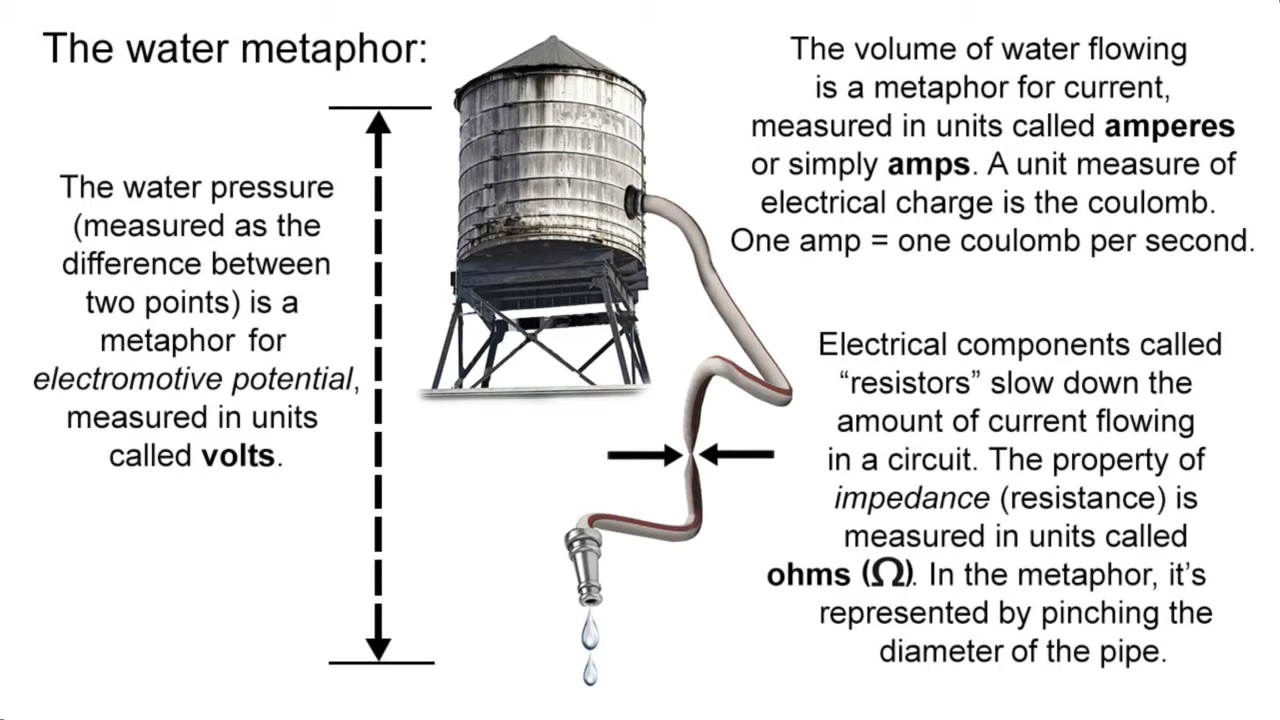 The water metaphor:
The water pressure
(measured as the
difference between
two points) is a
metaphor for
electromotive potential,
measured in units
called volts.
The volume of water flowing
is a metaphor for current,
measured in units called amperes
or simply amps. A unit measure of
electrical charge is the coulomb.
One amp = one coulomb per second.
Electrical components called
“resistors” slow down the
amount of current flowing
in a circuit. The property of
impedance (resistance) is
measured in units called
ohms (Ω). In the metaphor, it’s
represented by pinching the
diameter of the pipe.